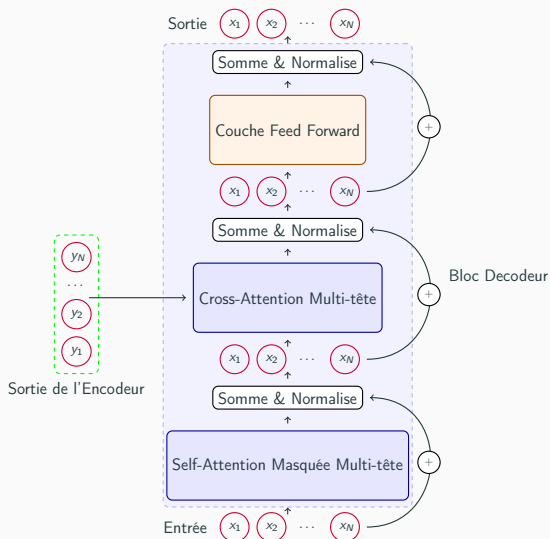 Sortie x1 x2 ... xN
Somme & Normalise
Couche Feed Forward
+
x1 x2 ... xN
Somme & Normalise
Bloc Decodeur
Cross-Attention Multi-tête
+
yN
...
y2
y1
Sortie de l'Encodeur
x1 x2 ... xN
Somme & Normalise
Self-Attention Masquée Multi-tête
+
Entrée x1 x2 ... xN